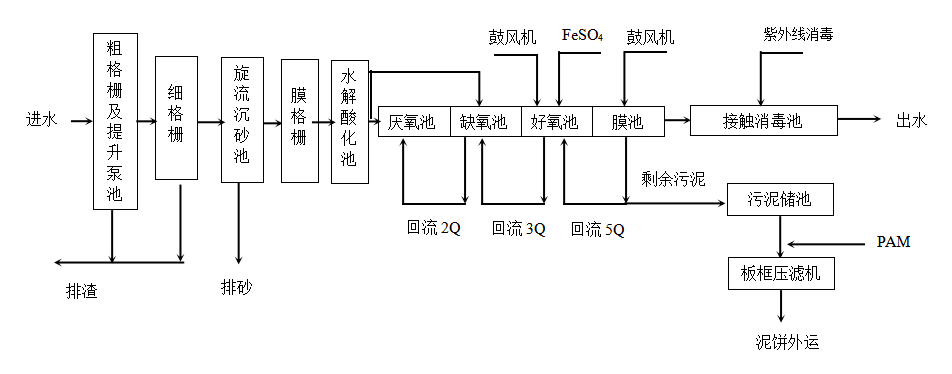 鼓风机
FeSO₄
鼓风机
紫外线消毒
进水
粗格栅及提升泵池
细格栅
旋流沉砂池
膜格栅
水解酸化池
厌氧池
缺氧池
好氧池
膜池
接触消毒池
出水
剩余污泥
污泥储池
回流 2Q
回流 3Q
回流 5Q
PAM
排渣
排砂
板框压滤机
泥饼外运